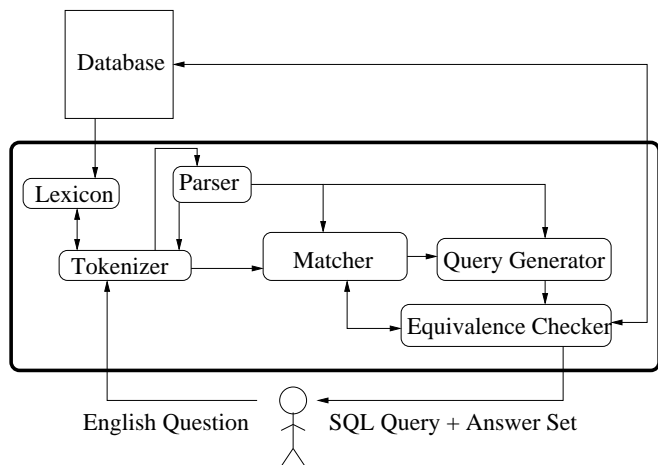 Database
Parser
Lexicon
Tokenizer
Matcher
Query Generator
Equivalence Checker
English Question
SQL Query + Answer Set